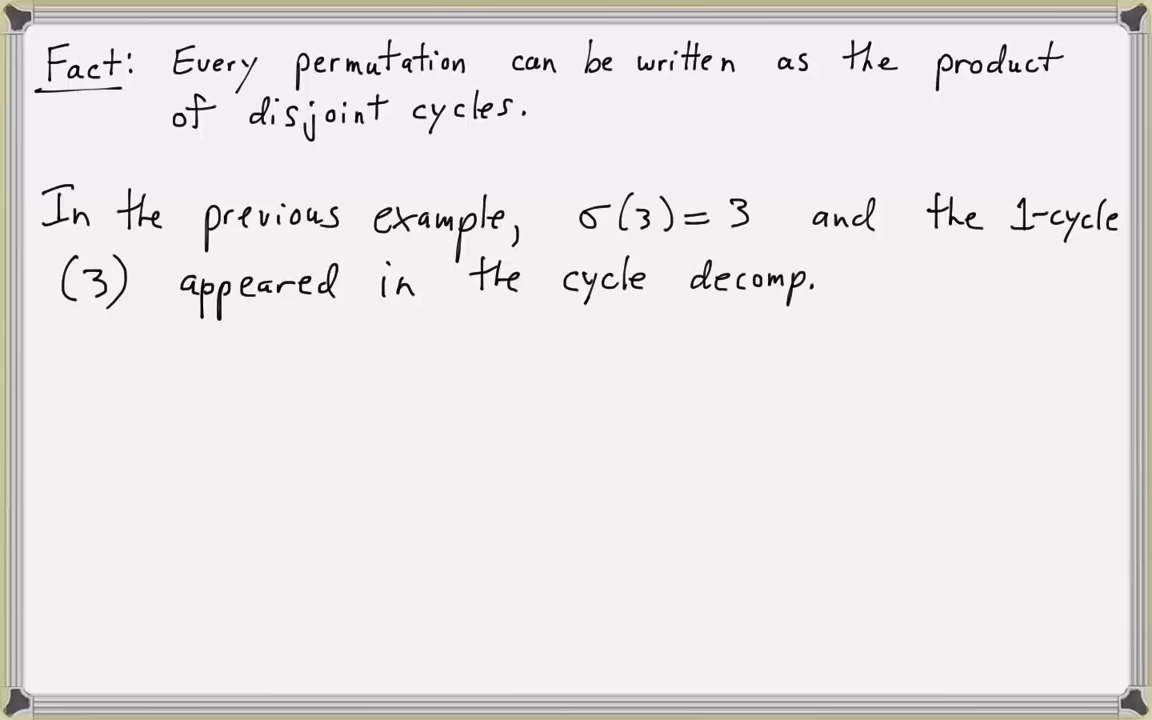 Fact: Every permutation can be written as the product
of disjoint cycles.
In the previous example, σ(3) = 3 and the 1-cycle
(3) appeared in the cycle decomp.